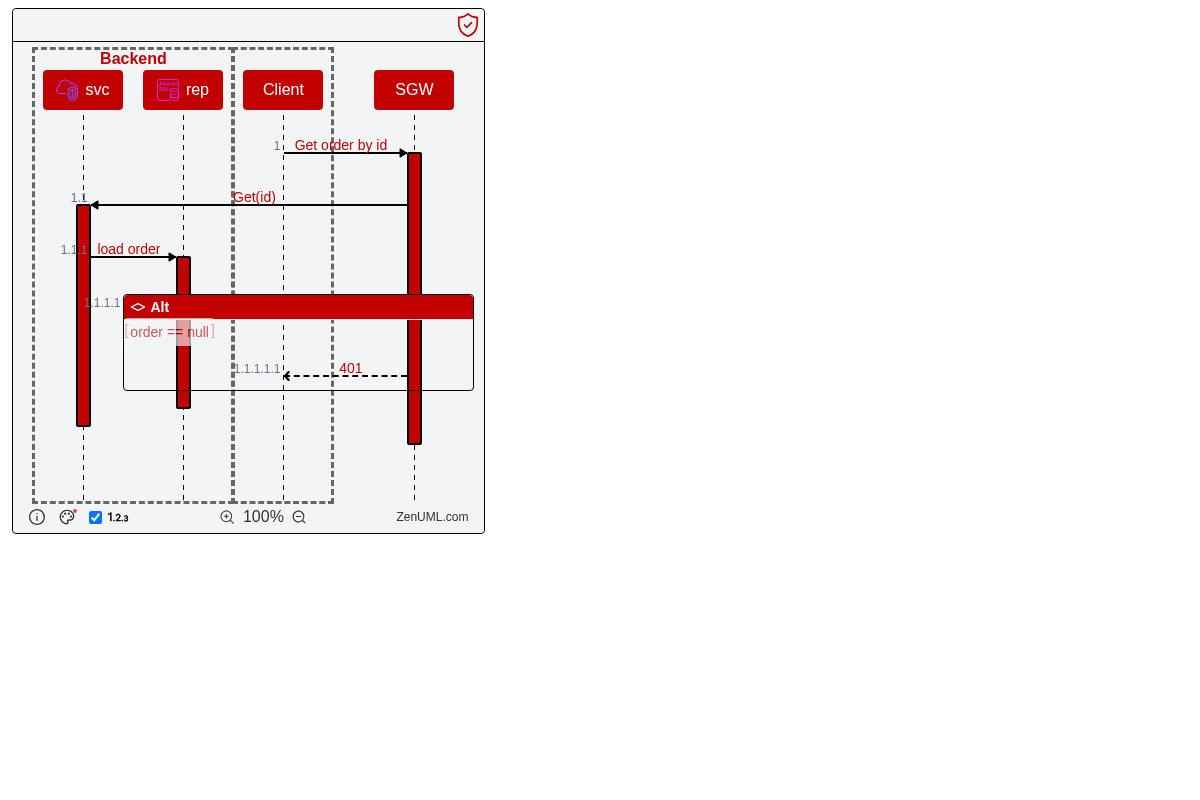 Backend
svc
rep
Client
SGW
1 Get order by id
1.1 Get(id)
1.1.1 load order
1.1.1.1 Alt
[order == null]
1.1.1.1.1 401
1.2.3
100%
ZenUML.com